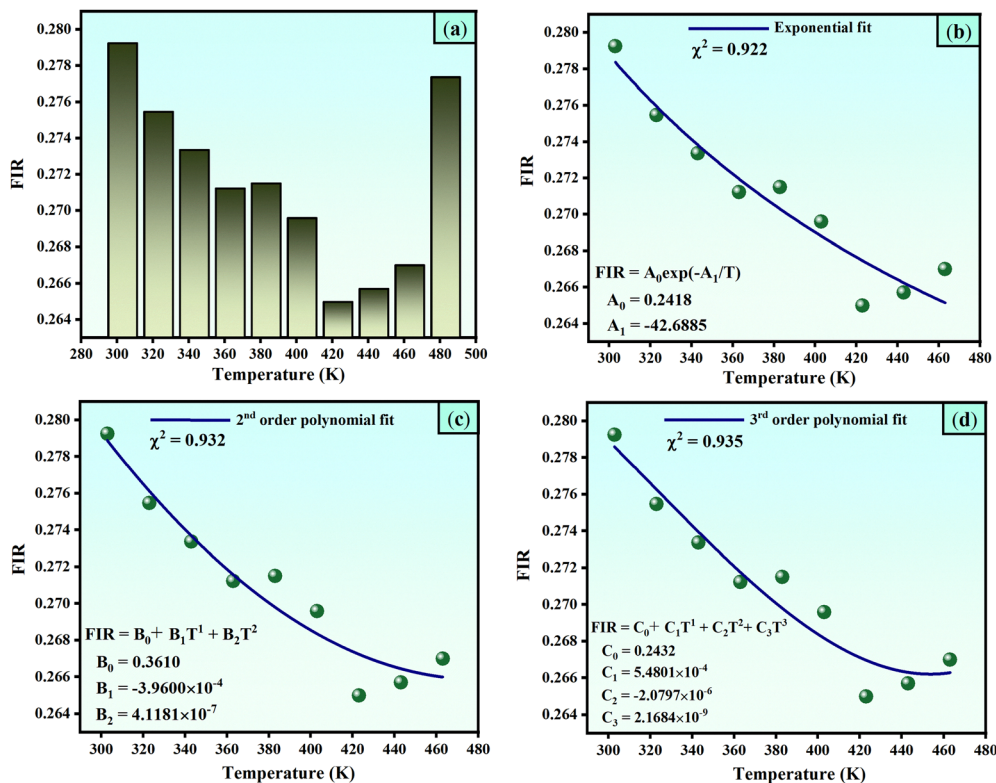 (a)
FIR
0.280
0.278
0.276
0.274
0.272
0.270
0.268
0.266
0.264
280 300 320 340 360 380 400 420 440 460 480 500
Temperature (K)
(b)
Exponential fit
χ² = 0.922
FIR
0.280
0.278
0.276
0.274
0.272
0.270
0.268
0.266
0.264
FIR = A₀exp(-A₁/T)
A₀ = 0.2418
A₁ = -42.6885
300 320 340 360 380 400 420 440 460 480
Temperature (K)
(c)
2ⁿᵈ order polynomial fit
χ² = 0.932
FIR
0.280
0.278
0.276
0.274
0.272
0.270
0.268
0.266
0.264
FIR = B₀+ B₁T¹ + B₂T²
B₀ = 0.3610
B₁ = -3.9600×10⁻⁴
B₂ = 4.1181×10⁻⁷
300 320 340 360 380 400 420 440 460 480
Temperature (K)
(d)
3ʳᵈ order polynomial fit
χ² = 0.935
FIR
0.280
0.278
0.276
0.274
0.272
0.270
0.268
0.266
0.264
FIR = C₀+ C₁T¹ + C₂T²+ C₃T³
C₀ = 0.2432
C₁ = 5.4801×10⁻⁴
C₂ = -2.0797×10⁻⁶
C₃ = 2.1684×10⁻⁹
300 320 340 360 380 400 420 440 460 480
Temperature (K)